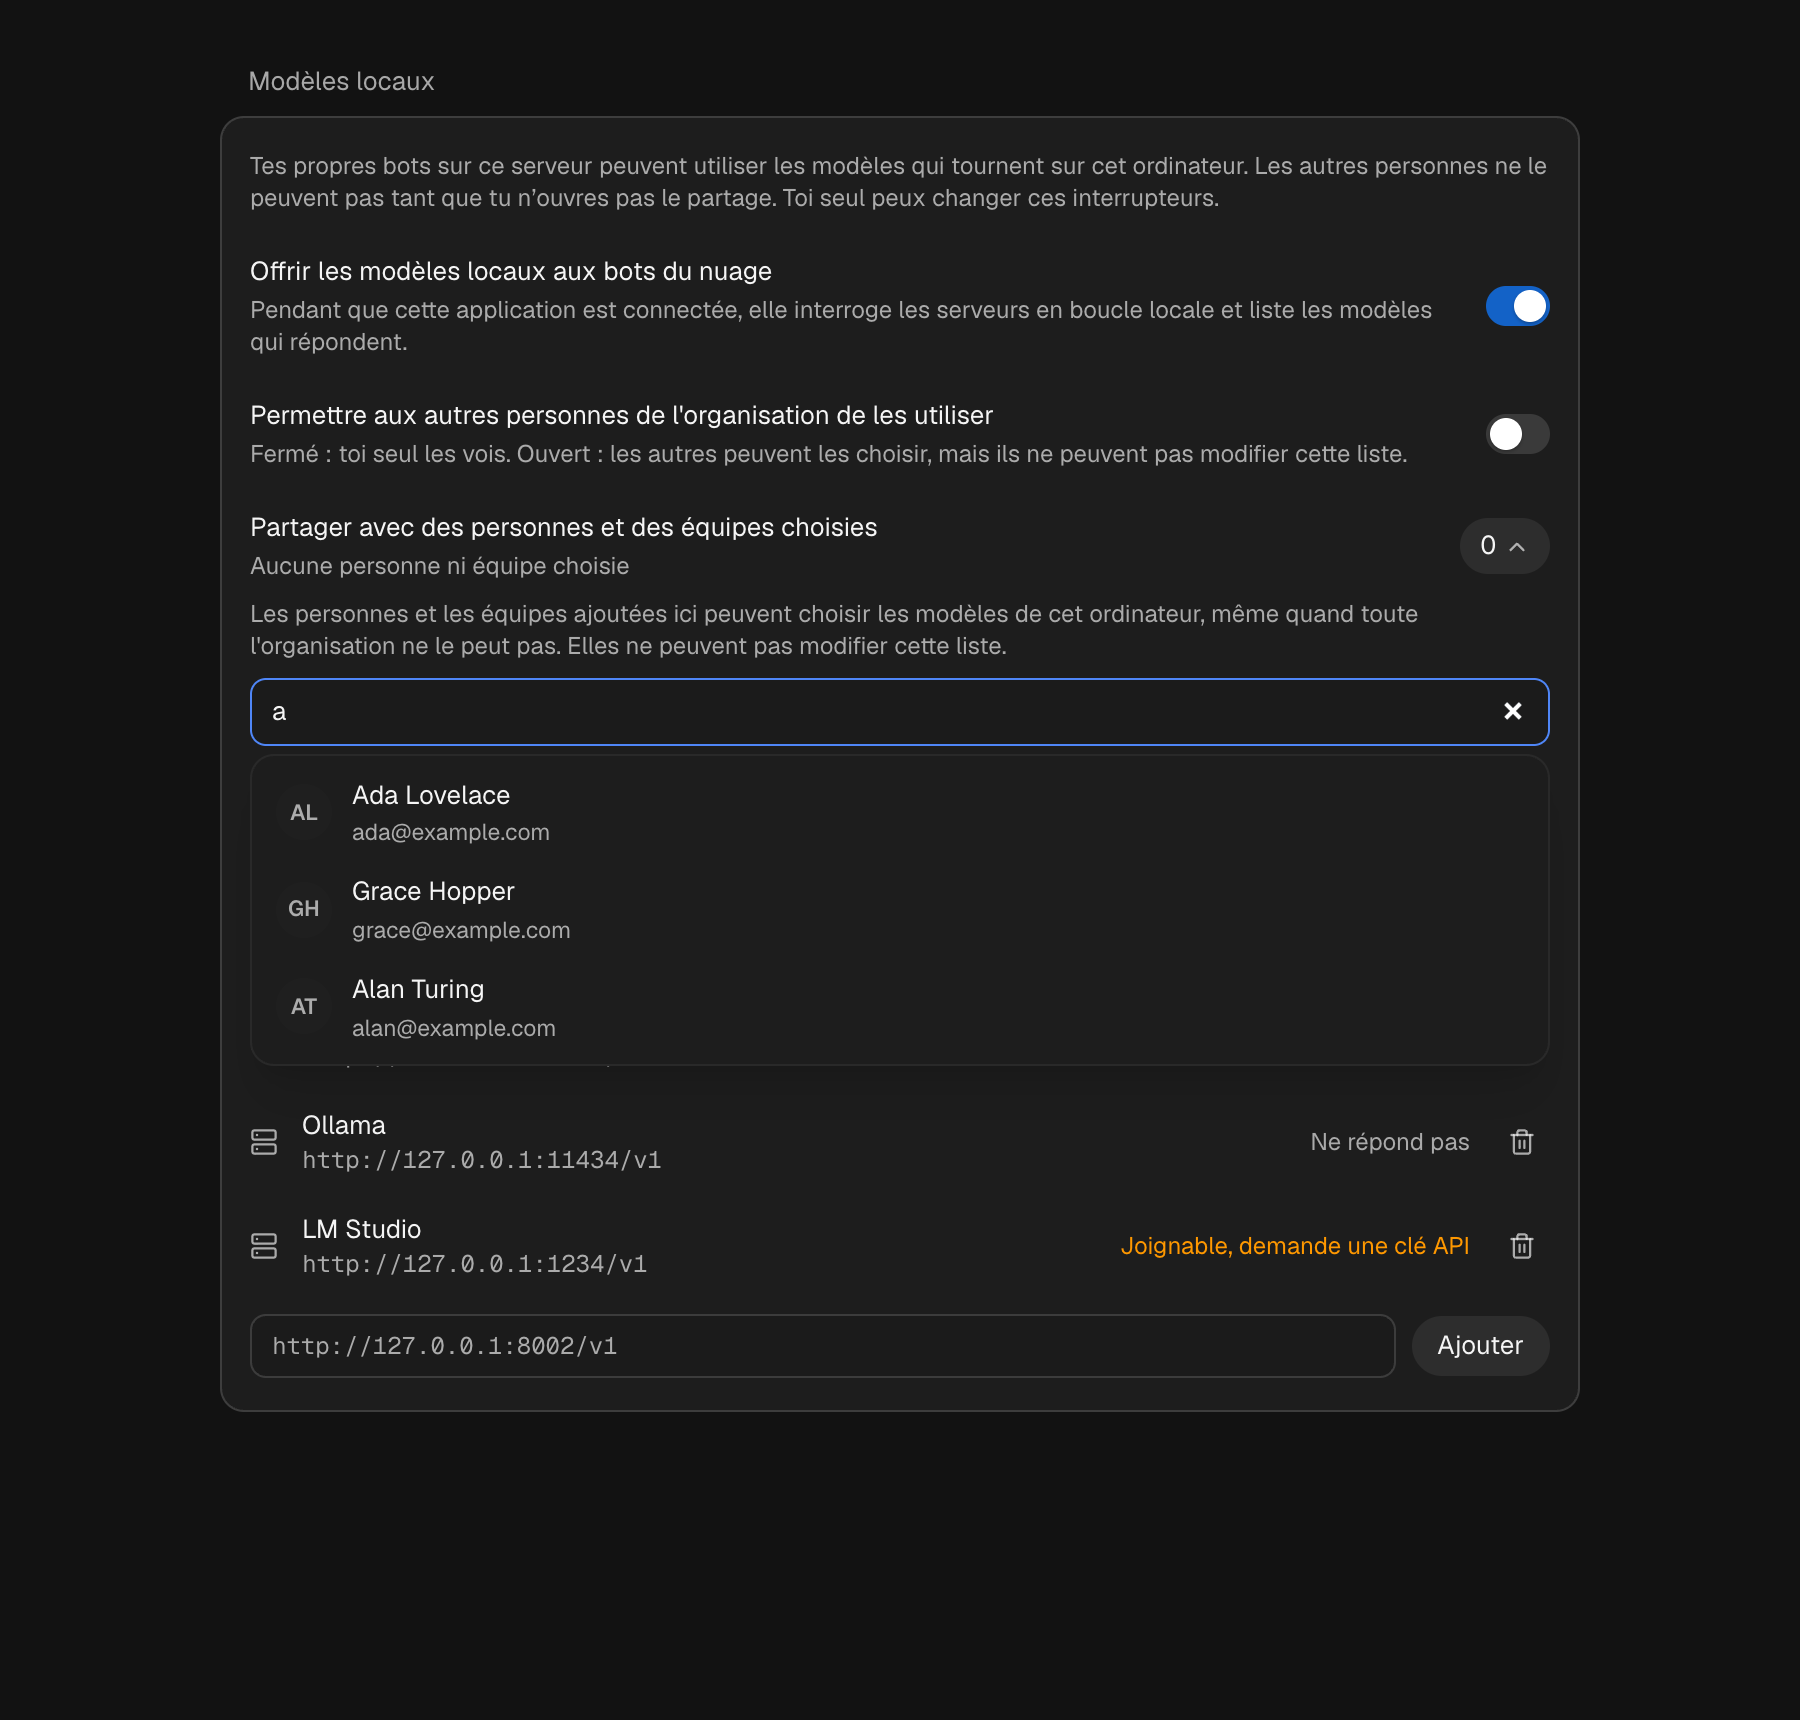 Modèles locaux
Tes propres bots sur ce serveur peuvent utiliser les modèles qui tournent sur cet ordinateur. Les autres personnes ne le
peuvent pas tant que tu n’ouvres pas le partage. Toi seul peux changer ces interrupteurs.
Offrir les modèles locaux aux bots du nuage
Pendant que cette application est connectée, elle interroge les serveurs en boucle locale et liste les modèles
qui répondent.
Permettre aux autres personnes de l'organisation de les utiliser
Fermé : toi seul les vois. Ouvert : les autres peuvent les choisir, mais ils ne peuvent pas modifier cette liste.
Partager avec des personnes et des équipes choisies
0
Aucune personne ni équipe choisie
Les personnes et les équipes ajoutées ici peuvent choisir les modèles de cet ordinateur, même quand toute
l'organisation ne le peut pas. Elles ne peuvent pas modifier cette liste.
a
AL
Ada Lovelace
ada@example.com
GH
Grace Hopper
grace@example.com
AT
Alan Turing
alan@example.com
Ollama
http://127.0.0.1:11434/v1
Ne répond pas
LM Studio
http://127.0.0.1:1234/v1
Joignable, demande une clé API
http://127.0.0.1:8002/v1
Ajouter